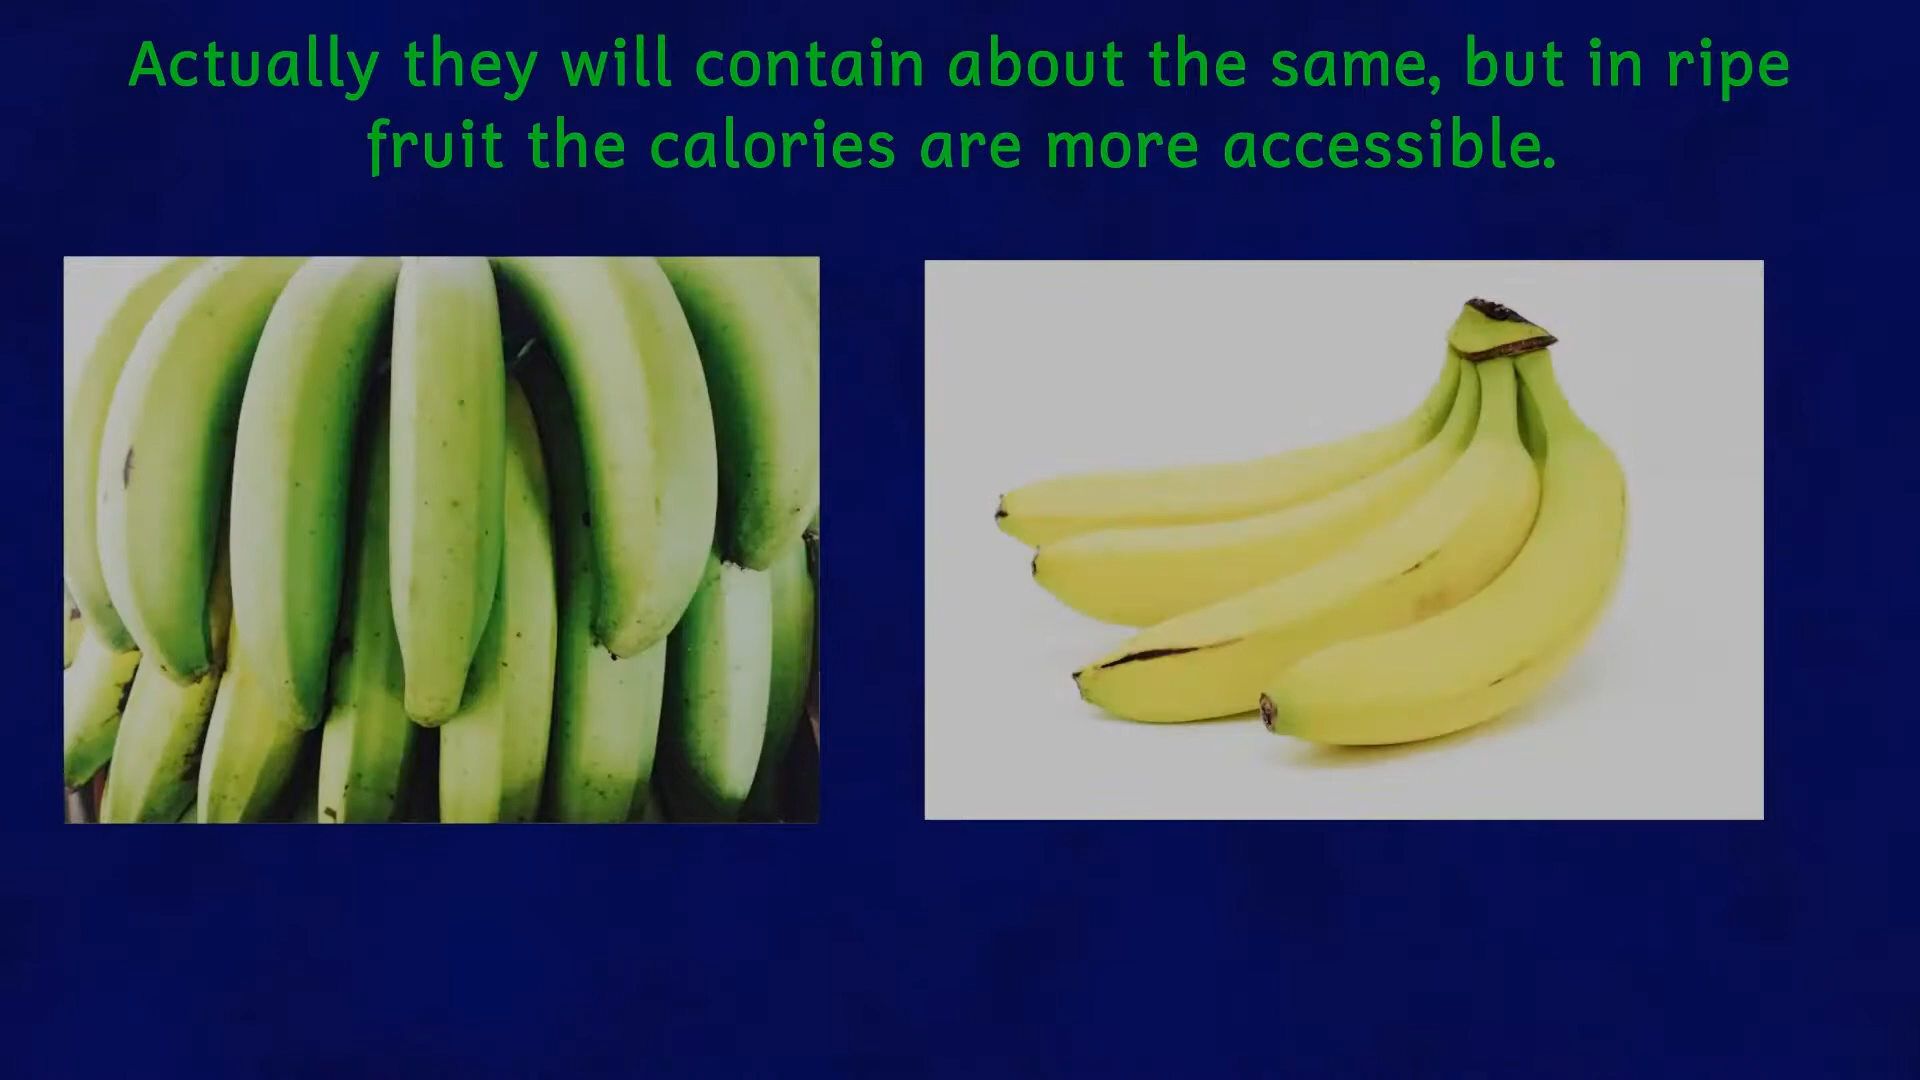 Actually they will contain about the same, but in ripe
fruit the calories are more accessible.